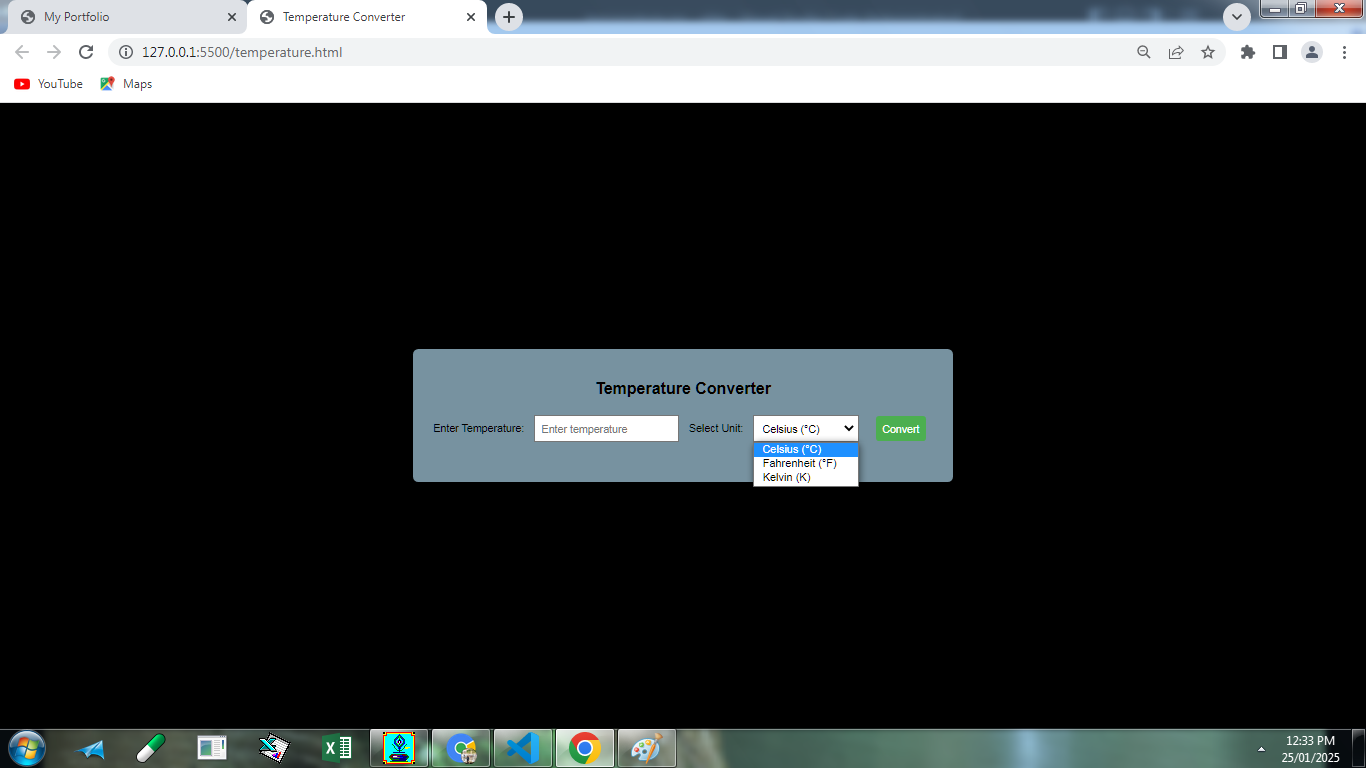 My Portfolio
Temperature Converter
127.0.0.1:5500/temperature.html
YouTube
Maps
Temperature Converter
Enter Temperature: Enter temperature Select Unit: Celsius (°C) Convert
Celsius (°C)
Fahrenheit (°F)
Kelvin (K)
12:33 PM
25/01/2025